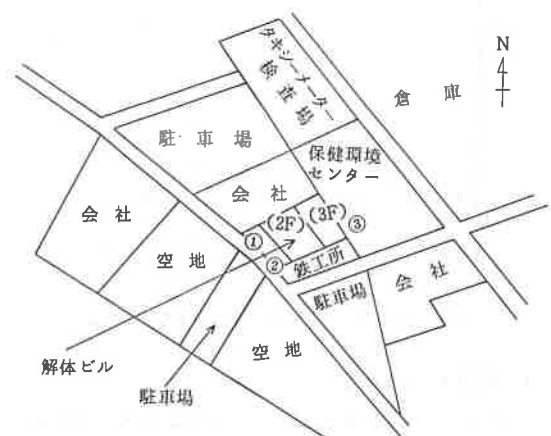 タキシーメーター
検査場
N
倉庫
駐車場
保健環境
センター
会社
会社
(2F)
(3F)
①
③
②
空地
鉄工所
駐車場
会社
空地
解体ビル
駐車場